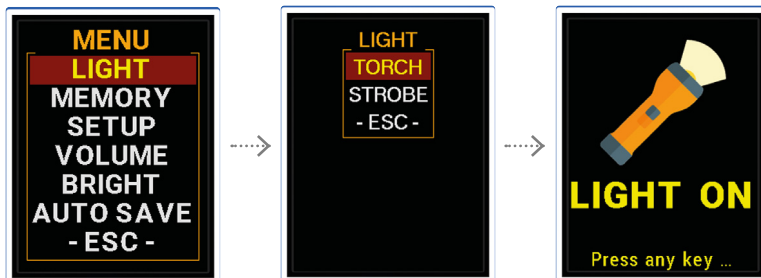 MENU
LIGHT
MEMORY
SETUP
VOLUME
BRIGHT
AUTO SAVE
- ESC -
LIGHT
TORCH
STROBE
- ESC -
LIGHT ON
Press any key ...